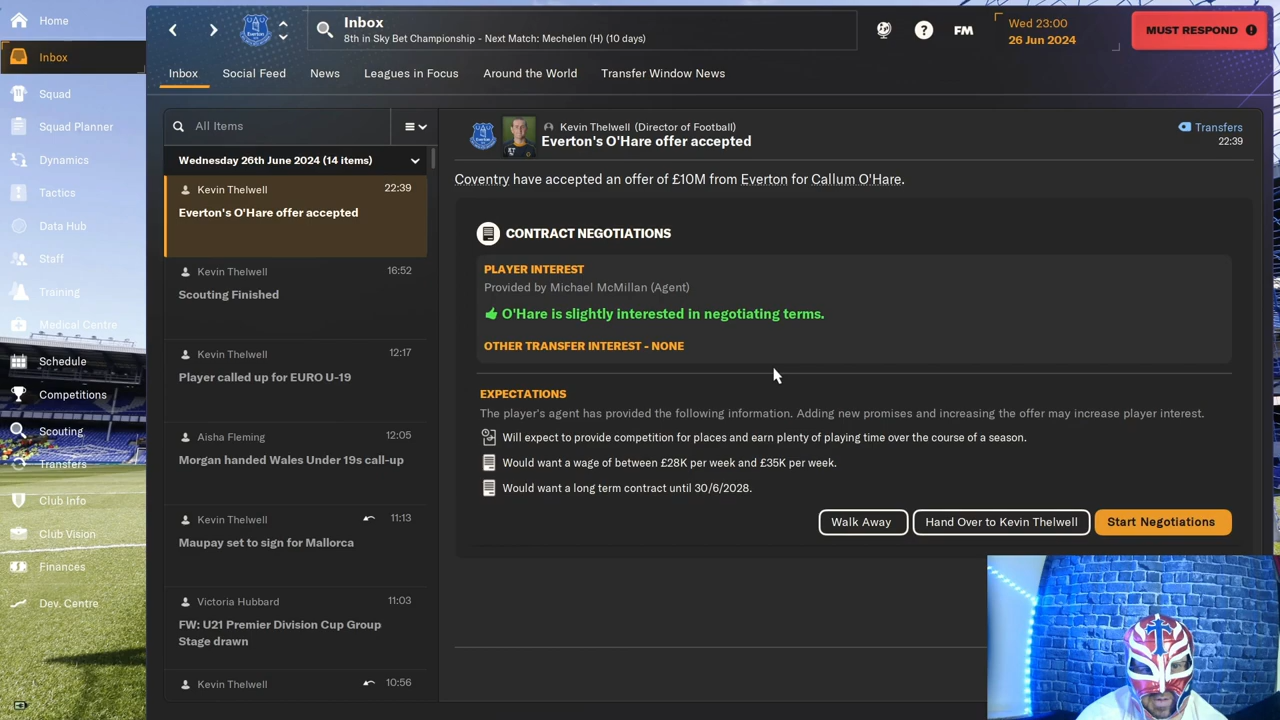 Home
Inbox
Squad
Squad Planner
Dynamics
Tactics
Data Hub
Staff
Training
Medical Centre
Schedule
Competitions
Scouting
Transfers
Club Info
Club Vision
Finances
Dev. Centre
Inbox
8th in Sky Bet Championship - Next Match: Mechelen (H) (10 days)
?
FM
Wed 23:00
26 Jun 2024
MUST RESPOND
Inbox
Social Feed
News
Leagues in Focus
Around the World
Transfer Window News
All Items
Wednesday 26th June 2024 (14 items)
Kevin Thelwell 22:39
Everton's O'Hare offer accepted
Kevin Thelwell 16:52
Scouting Finished
Kevin Thelwell 12:17
Player called up for EURO U-19
Aisha Fleming 12:05
Morgan handed Wales Under 19s call-up
Kevin Thelwell 11:13
Maupay set to sign for Mallorca
Victoria Hubbard 11:03
FW: U21 Premier Division Cup Group
Stage drawn
Kevin Thelwell 10:56
Kevin Thelwell (Director of Football)
Everton's O'Hare offer accepted
Transfers
22:39
Coventry have accepted an offer of £10M from Everton for Callum O'Hare.
CONTRACT NEGOTIATIONS
PLAYER INTEREST
Provided by Michael McMillan (Agent)
O'Hare is slightly interested in negotiating terms.
OTHER TRANSFER INTEREST - NONE
EXPECTATIONS
The player's agent has provided the following information. Adding new promises and increasing the offer may increase player interest.
Will expect to provide competition for places and earn plenty of playing time over the course of a season.
Would want a wage of between £28K per week and £35K per week.
Would want a long term contract until 30/6/2028.
Walk Away
Hand Over to Kevin Thelwell
Start Negotiations